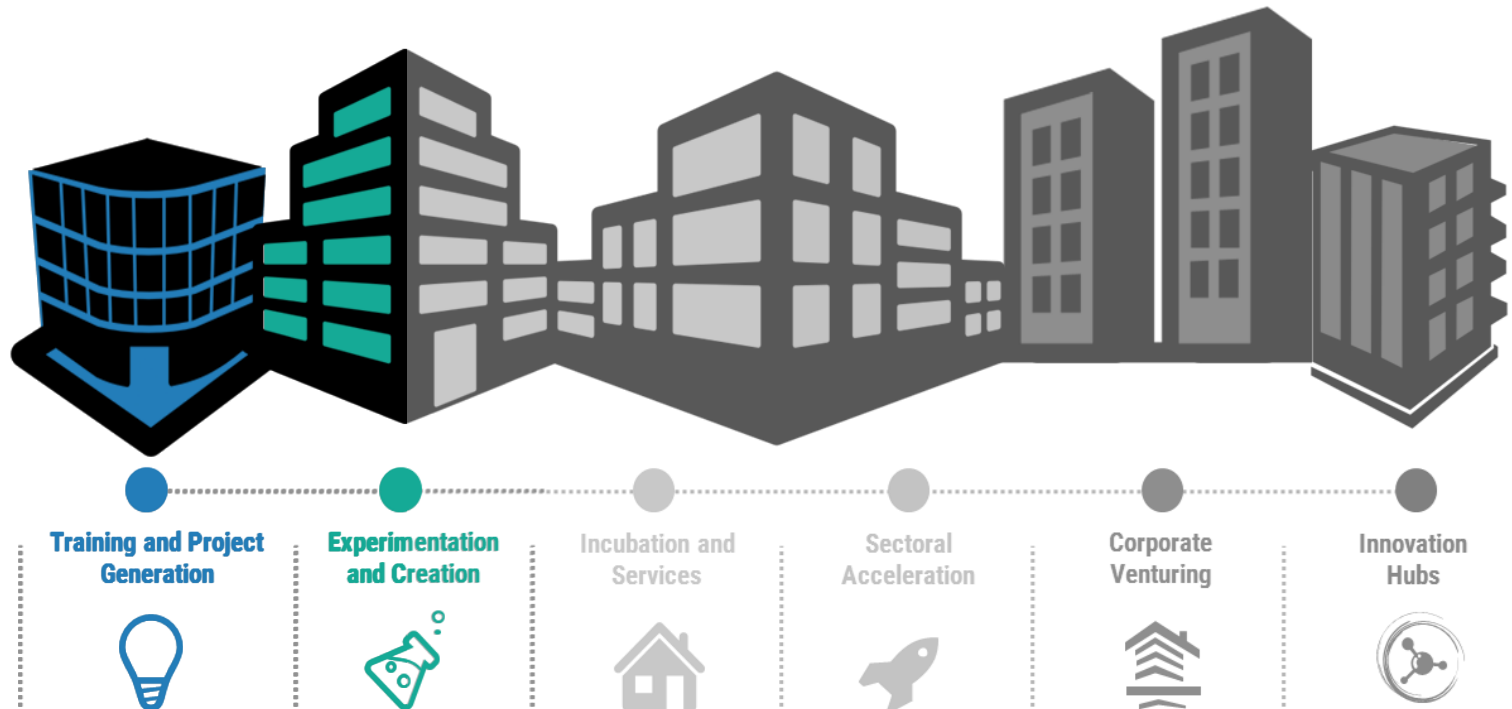 Training and Project
Generation
Experimentation
and Creation
Incubation and
Services
Sectoral
Acceleration
Corporate
Venturing
Innovation
Hubs